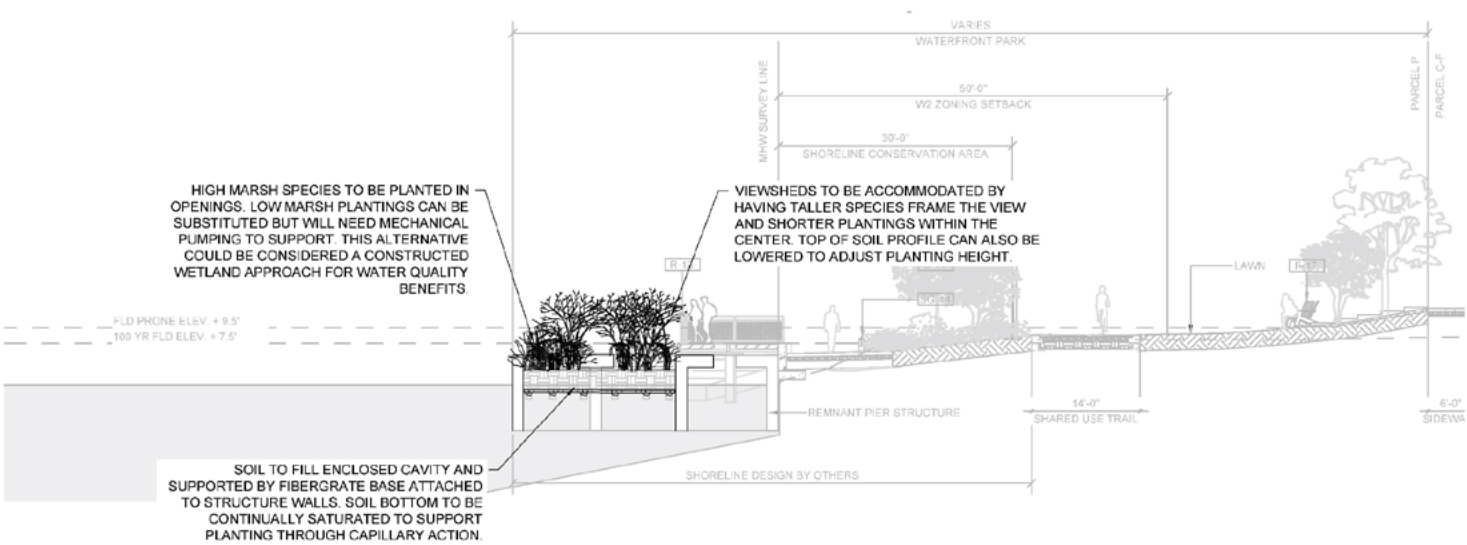 VARIES
WATERFRONT PARK
MHW SURVEY LINE
50'-0"
W2 ZONING SETBACK
PARCEL P
PARCEL C-F
30'-0"
SHORELINE CONSERVATION AREA
HIGH MARSH SPECIES TO BE PLANTED IN
OPENINGS. LOW MARSH PLANTINGS CAN BE
SUBSTITUTED BUT WILL NEED MECHANICAL
PUMPING TO SUPPORT. THIS ALTERNATIVE
COULD BE CONSIDERED A CONSTRUCTED
WETLAND APPROACH FOR WATER QUALITY
BENEFITS.
VIEWSHEDS TO BE ACCOMMODATED BY
HAVING TALLER SPECIES FRAME THE VIEW
AND SHORTER PLANTINGS WITHIN THE
CENTER. TOP OF SOIL PROFILE CAN ALSO BE
LOWERED TO ADJUST PLANTING HEIGHT.
LAWN
FLD PRONE ELEV. + 9.5'
100 YR FLD ELEV. + 7.5'
REMNANT PIER STRUCTURE
14'-0"
SHARED USE TRAIL
6'-0"
SIDEWA
SHORELINE DESIGN BY OTHERS
SOIL TO FILL ENCLOSED CAVITY AND
SUPPORTED BY FIBERGRATE BASE ATTACHED
TO STRUCTURE WALLS. SOIL BOTTOM TO BE
CONTINUALLY SATURATED TO SUPPORT
PLANTING THROUGH CAPILLARY ACTION.